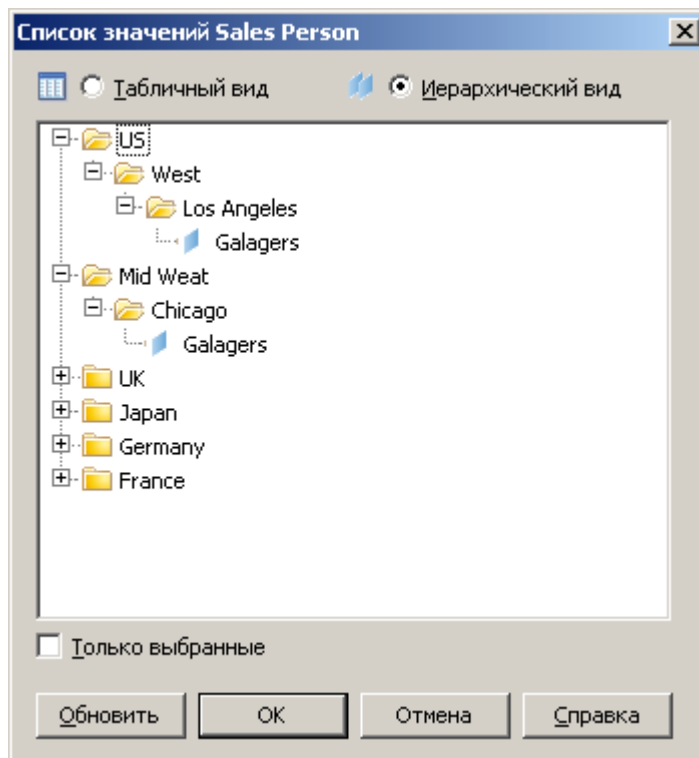 Список значений Sales Person
Табличный вид Иерархический вид
US
West
Los Angeles
Galagers
Mid Weat
Chicago
Galagers
UK
Japan
Germany
France
Только выбранные
Обновить OK Отмена Справка